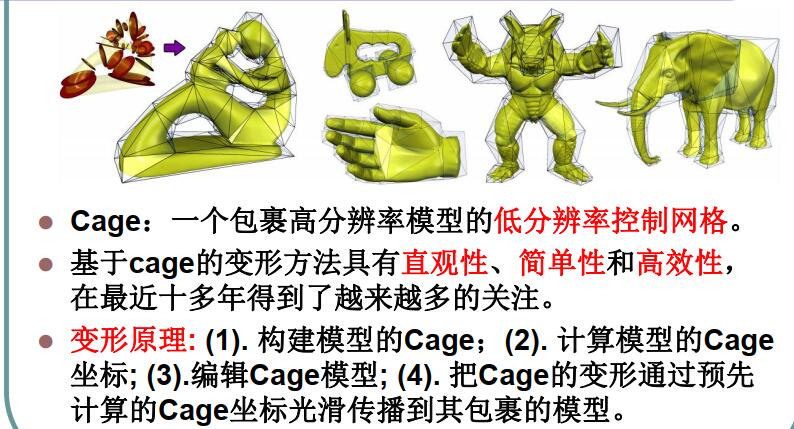 Cage：一个包裹高分辨率模型的低分辨率控制网格。
基于cage的变形方法具有直观性、简单性和高效性，
在最近十多年得到了越来越多的关注。
变形原理: (1). 构建模型的Cage；(2). 计算模型的Cage
坐标; (3).编辑Cage模型; (4). 把Cage的变形通过预先
计算的Cage坐标光滑传播到其包裹的模型。